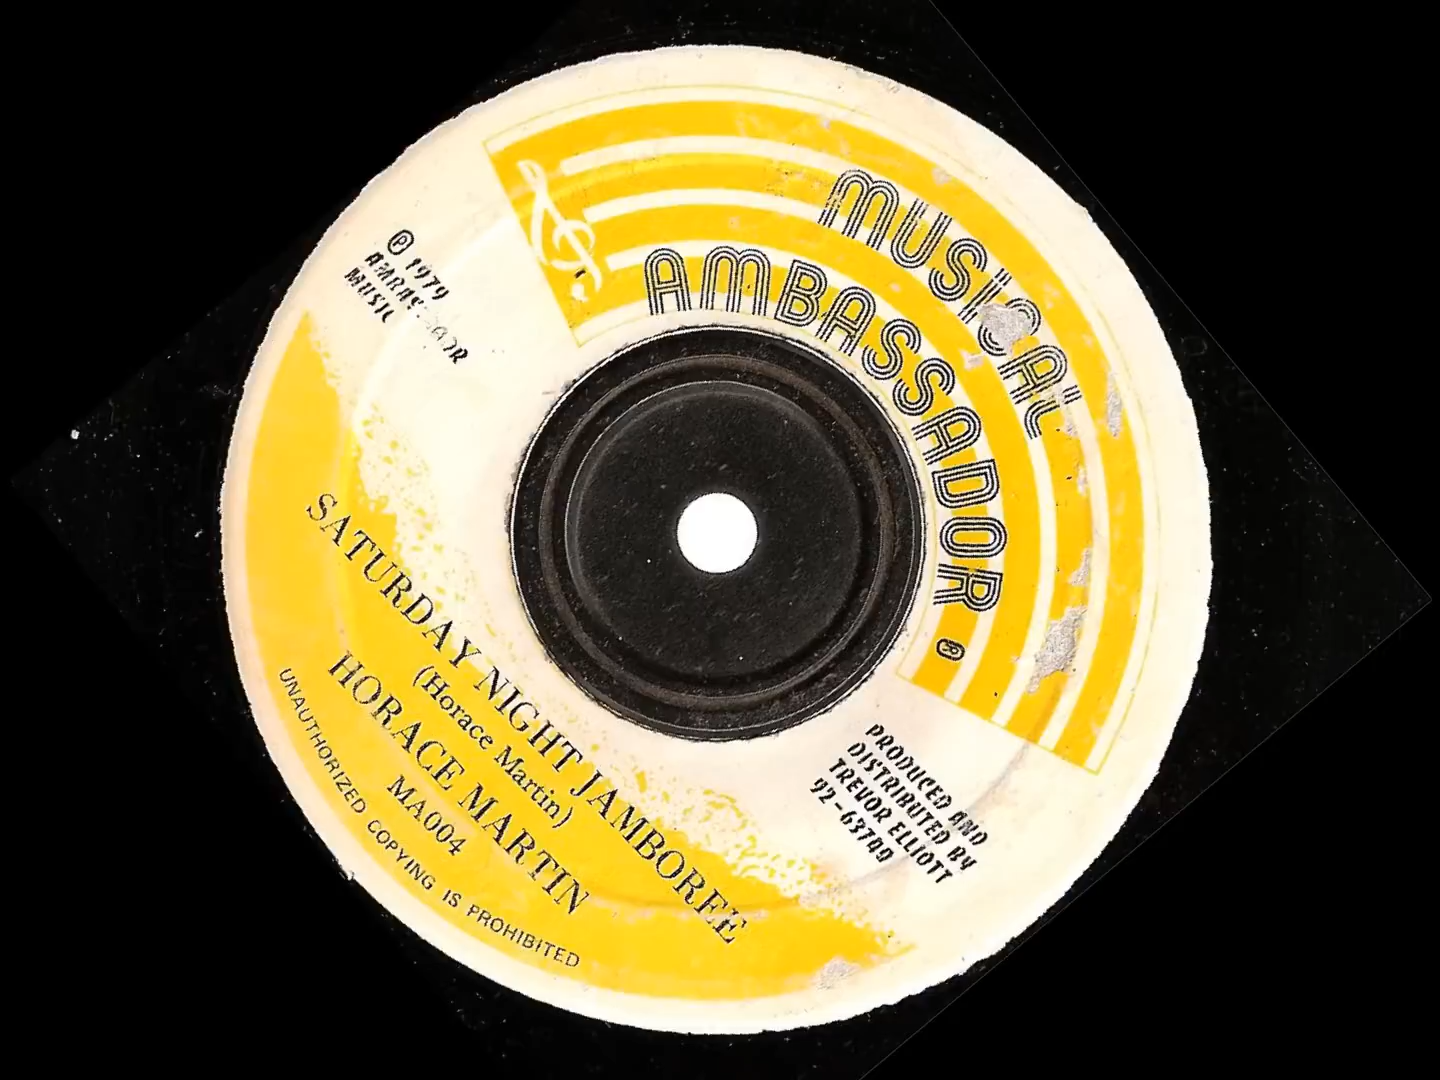 MUSICAL
AMBASSADOR ®
℗ 1979
AMBASSADOR
MUSIC
PRODUCED AND
DISTRIBUTED BY
TREVOR ELLIOTT
92-63749
SATURDAY NIGHT JAMBOREE
(Horace Martin)
HORACE MARTIN
MA004
UNAUTHORIZED COPYING IS PROHIBITED